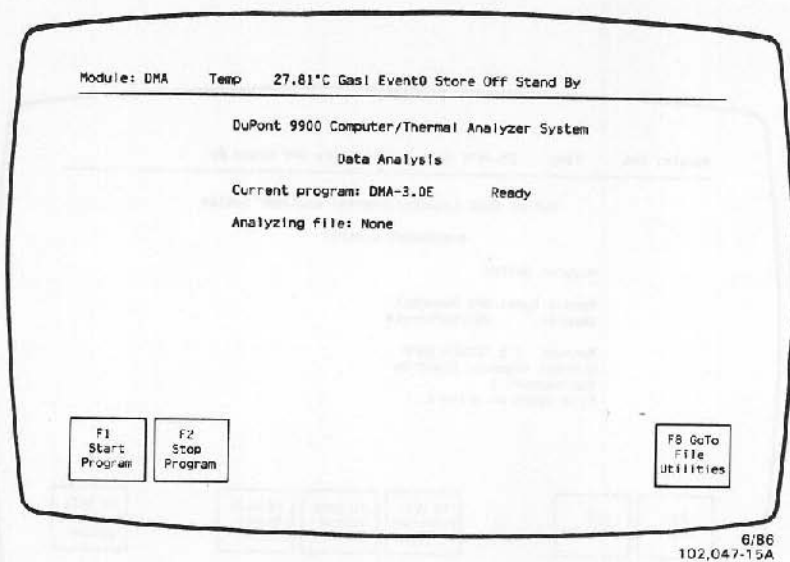 Module: DMA Temp 27.81°C Gas1 Event0 Store Off Stand By
DuPont 9900 Computer/Thermal Analyzer System
Data Analysis
Current program: DMA-3.0E Ready
Analyzing file: None
F1 Start Program
F2 Stop Program
F8 GoTo File Utilities
6/86
102,047-15A